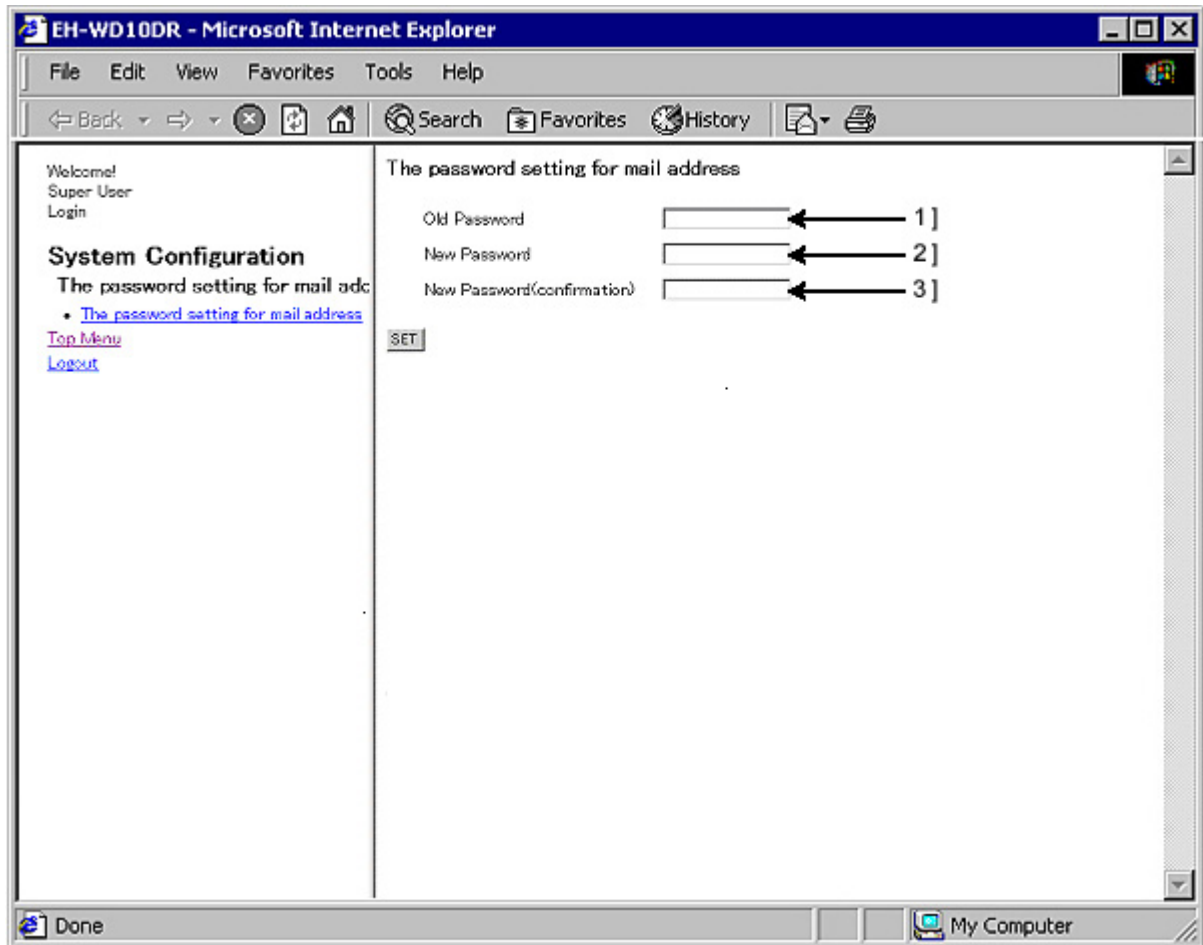 EH-WD10DR - Microsoft Internet Explorer
File Edit View Favorites Tools Help
Back Search Favorites History
Welcome!
Super User
Login
System Configuration
The password setting for mail adc
• The password setting for mail address
Top Menu
Logout
The password setting for mail address
Old Password 1]
New Password 2]
New Password(confirmation) 3]
SET
Done My Computer